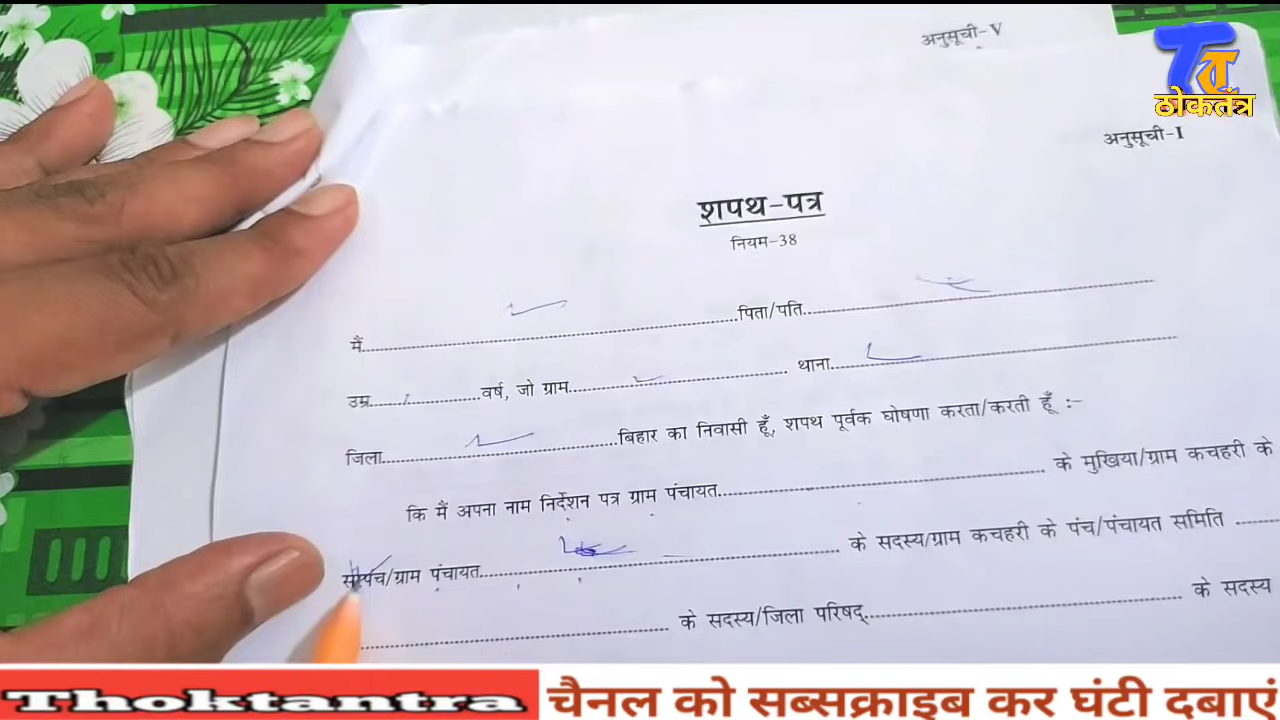 अनुसूची-V
ठोकतंत्र
अनुसूची-I
शपथ-पत्र
नियम-38
मैं....................पिता/पति....................
उम्र..........वर्ष, जो ग्राम.................... थाना....................
जिला....................बिहार का निवासी हूँ, शपथ पूर्वक घोषणा करता/करती हूँ :-
कि मैं अपना नाम निर्देशन पत्र ग्राम पंचायत.................... के मुखिया/ग्राम कचहरी के
सरपंच/ग्राम पंचायत.................... के सदस्य/ग्राम कचहरी के पंच/पंचायत समिति ..........
.................... के सदस्य/जिला परिषद्.................... के सदस्य
Thoktantra चैनल को सब्सक्राइब कर घंटी दबाएं